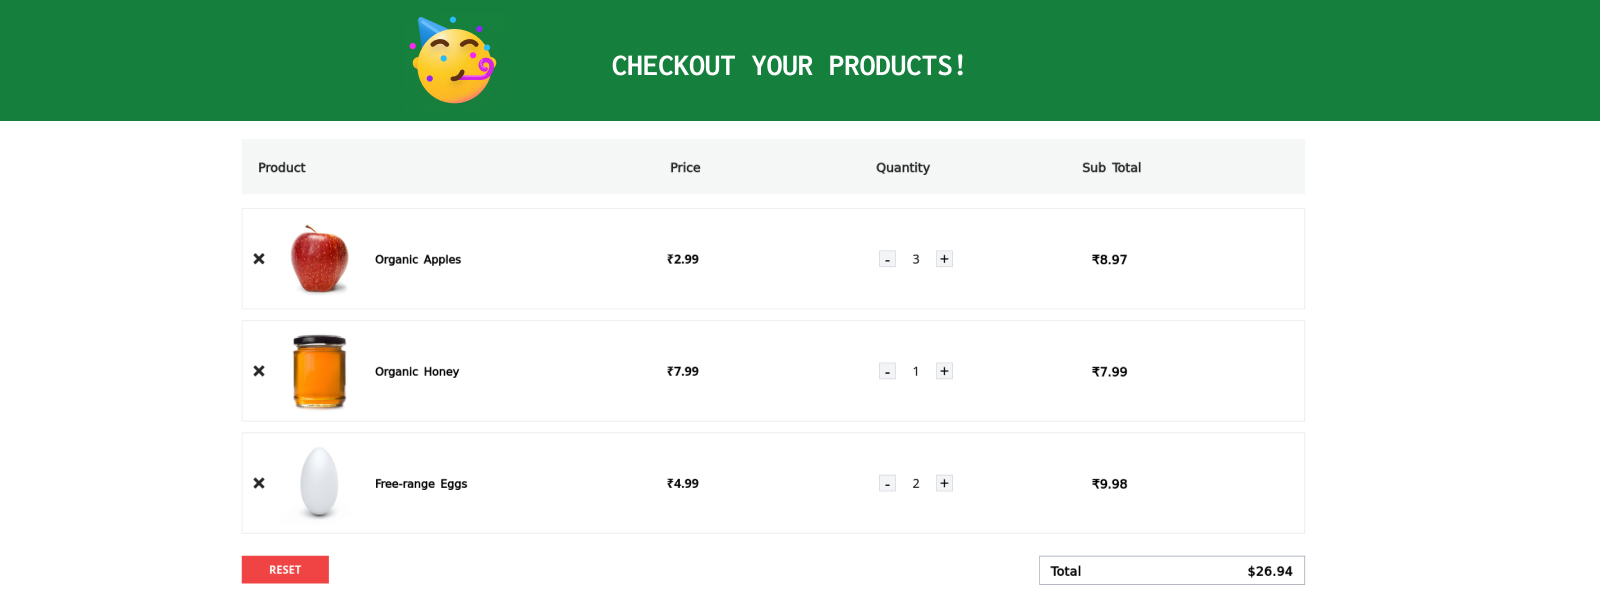 CHECKOUT YOUR PRODUCTS!
Product Price Quantity Sub Total
Organic Apples ₹2.99 - 3 + ₹8.97
Organic Honey ₹7.99 - 1 + ₹7.99
Free-range Eggs ₹4.99 - 2 + ₹9.98
RESET Total $26.94